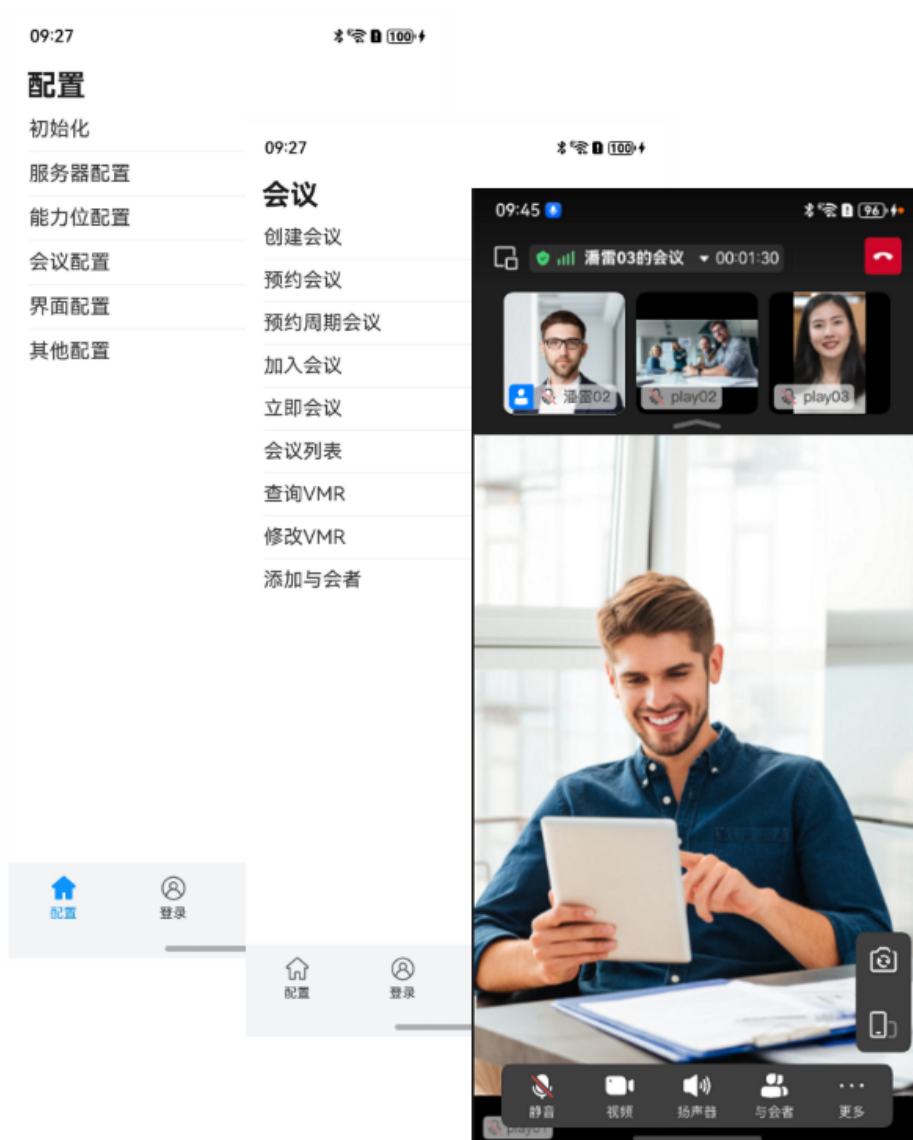 09:27
100
配置
初始化
服务器配置
能力位配置
会议配置
界面配置
其他配置
配置
登录
09:27
100
会议
创建会议
预约会议
预约周期会议
加入会议
立即会议
会议列表
查询VMR
修改VMR
添加与会者
配置
登录
09:45
96
潘雷03的会议
00:01:30
潘雷02
play02
play03
静音
视频
扬声器
与会者
更多